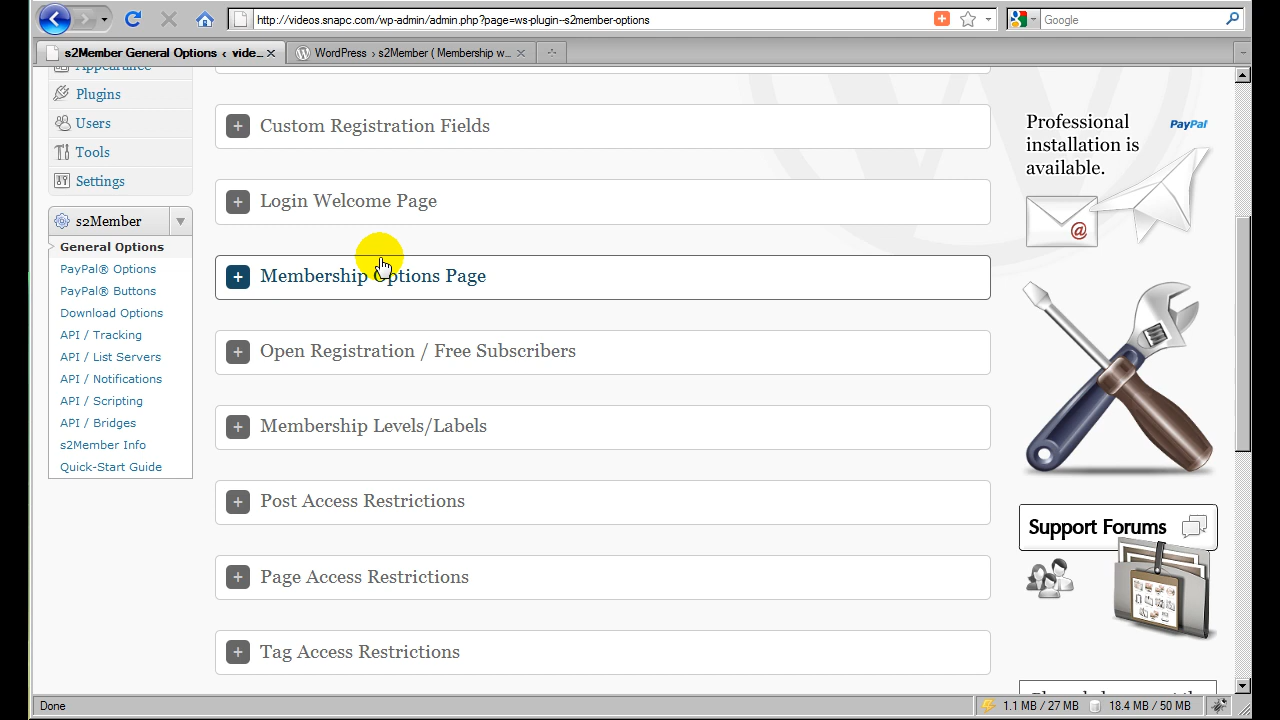 http://videos.snapc.com/wp-admin/admin.php?page=ws-plugin--s2member-options
Google
s2Member General Options ‹ vide...
WordPress › s2Member ( Membership w...
Appearance
Plugins
Users
Tools
Settings
s2Member
General Options
PayPal® Options
PayPal® Buttons
Download Options
API / Tracking
API / List Servers
API / Notifications
API / Scripting
API / Bridges
s2Member Info
Quick-Start Guide
Custom Registration Fields
Login Welcome Page
Membership Options Page
Open Registration / Free Subscribers
Membership Levels/Labels
Post Access Restrictions
Page Access Restrictions
Tag Access Restrictions
Professional
installation is
available.
PayPal
@
Support Forums
Done
1.1 MB / 27 MB
18.4 MB / 50 MB